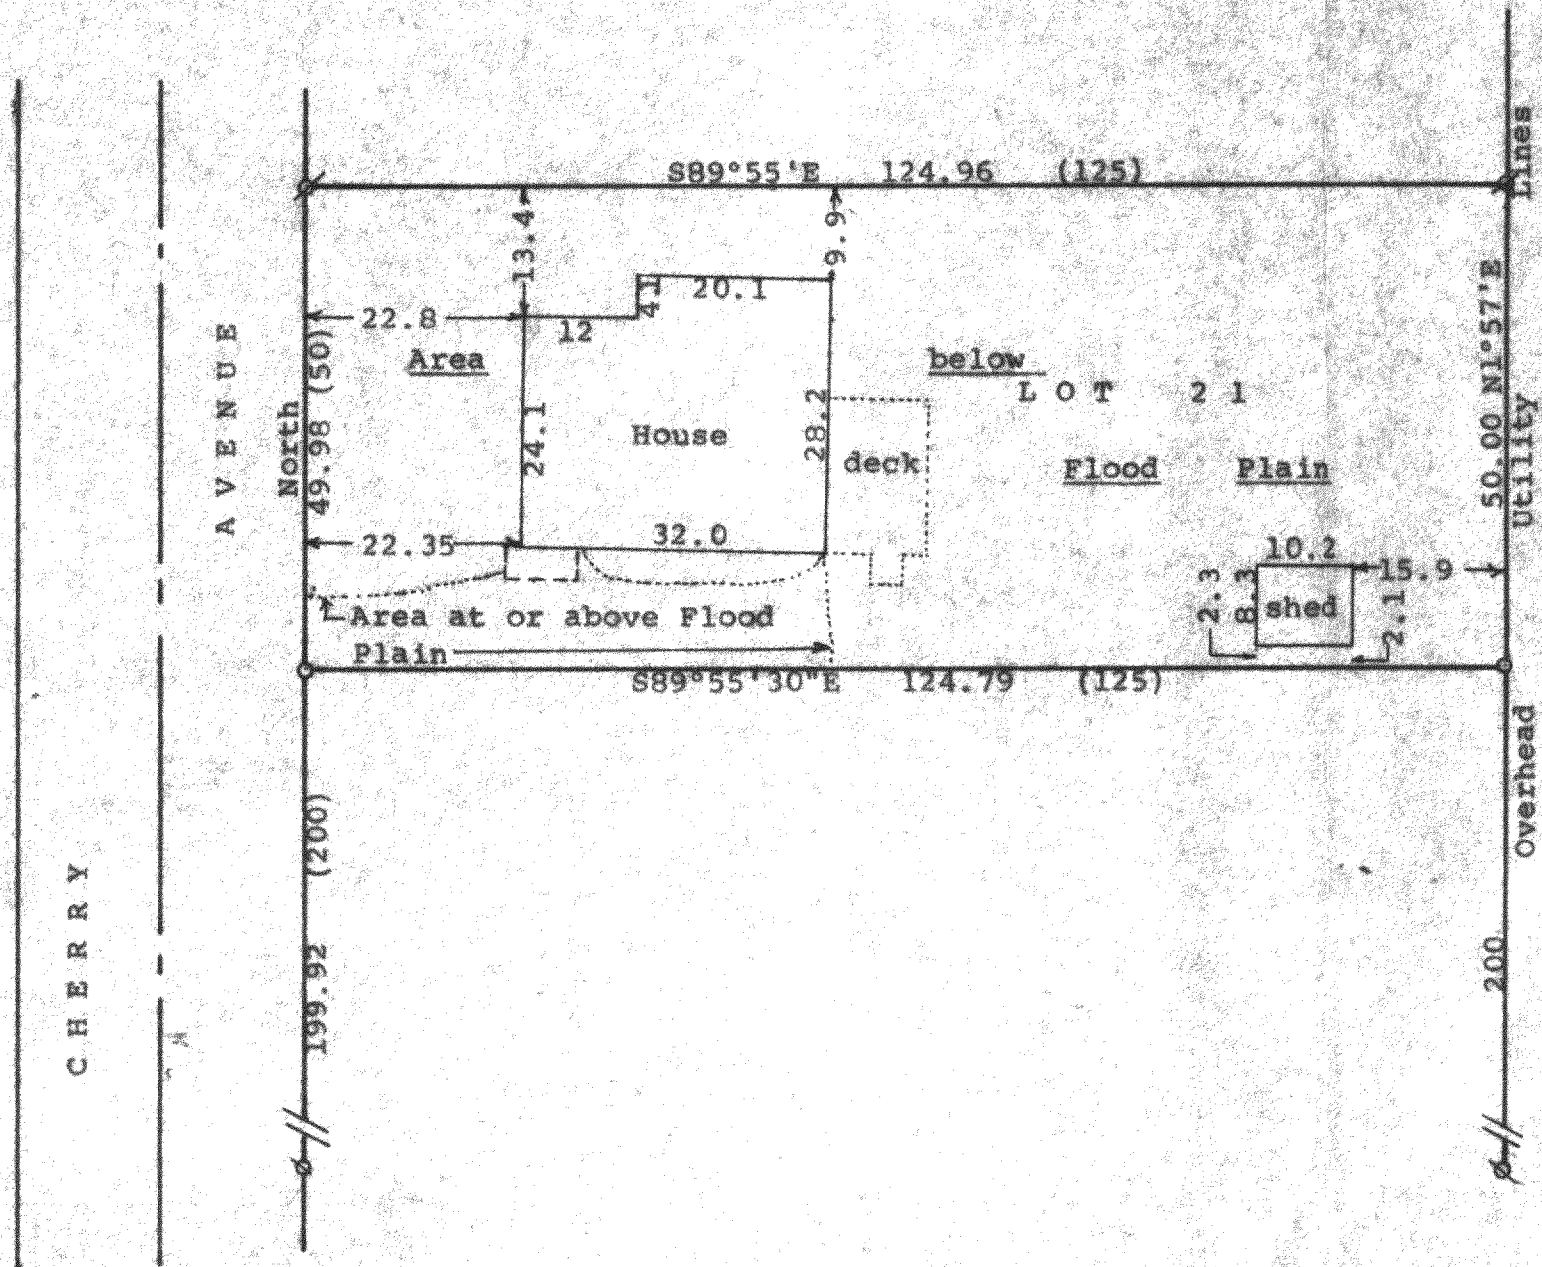 S89°55'E 124.96 (125)
Lines
13.4
9.9
20.1
41
22.8
12
AVENUE
Area
below
LOT 21
North
49.98 (50)
24.1
House
28.2
deck
Flood Plain
50.00 N1°57'E
Utility
22.35
32.0
10.2
15.9
2.3
8.3
shed
2.1
Area at or above Flood
Plain
S89°55'30"E 124.79 (125)
Overhead
CHERRY
199.92 (200)
200